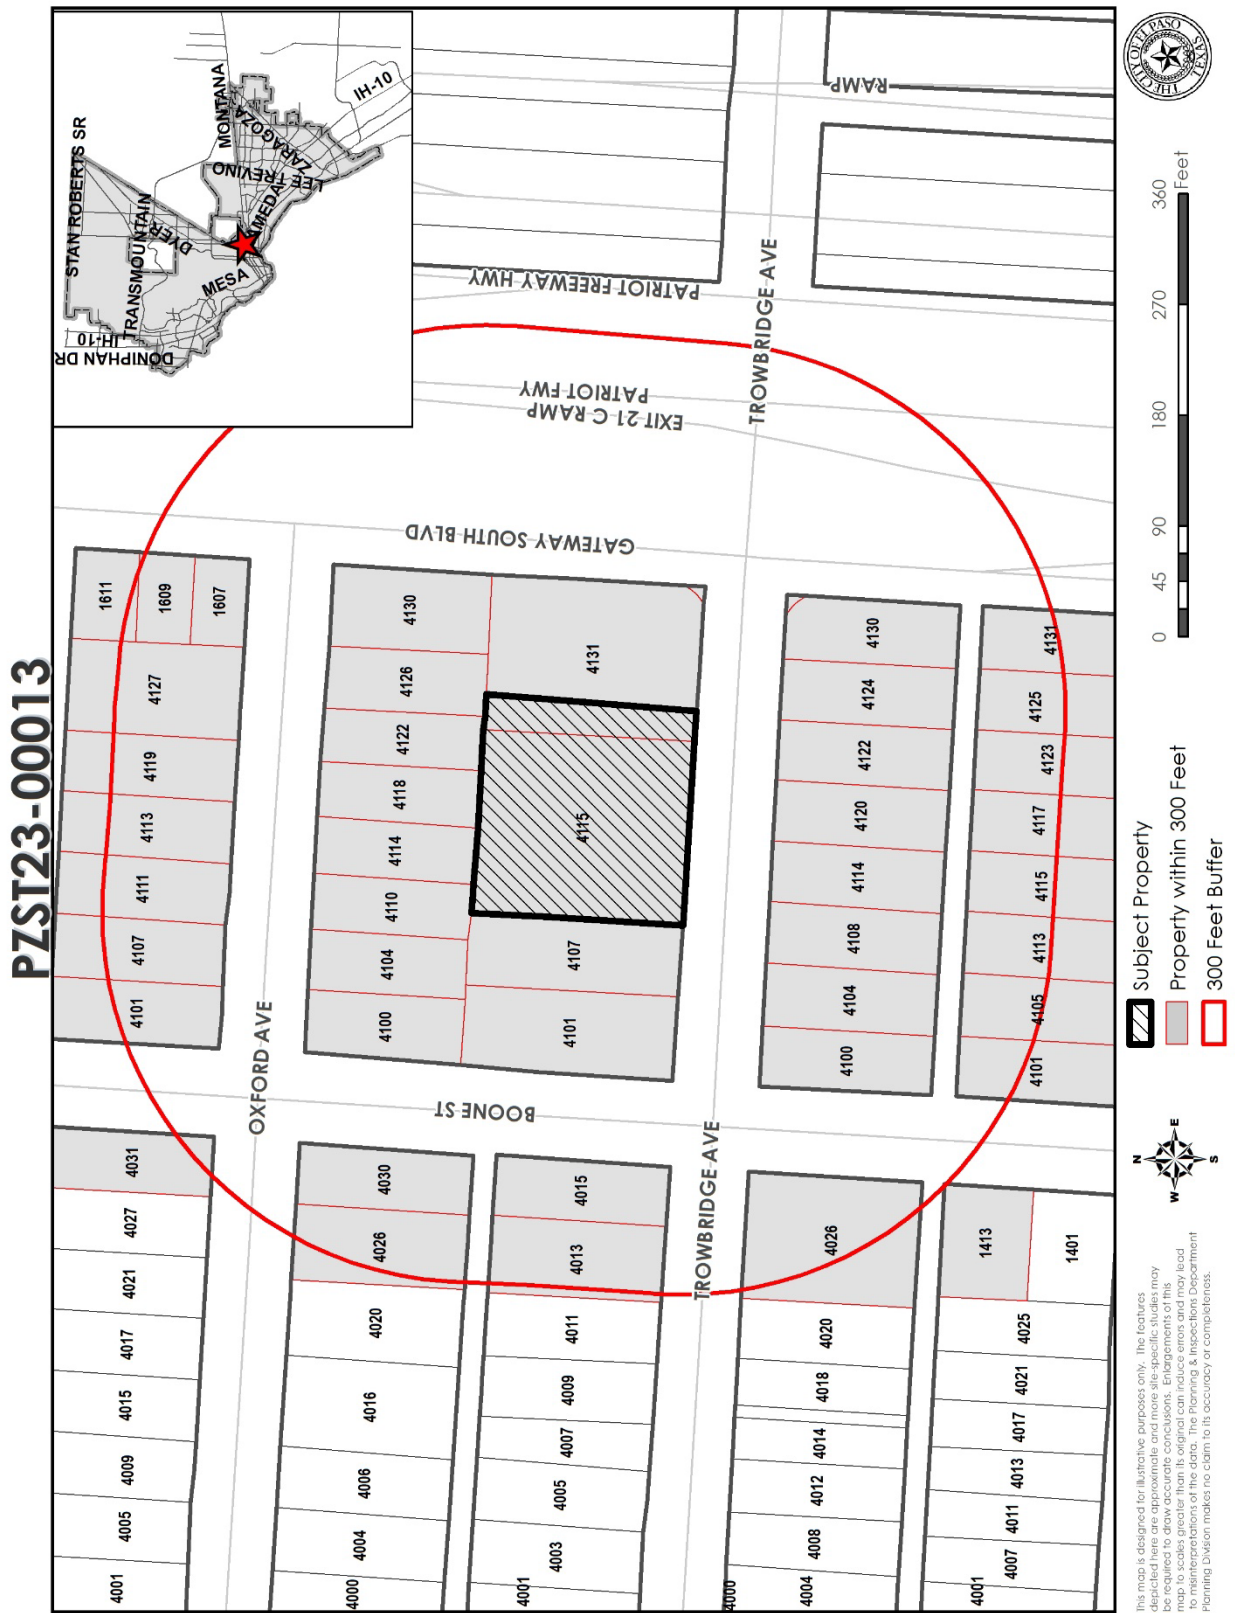 PZST23-00013
STAN ROBERTS SR
MONTANA
DONIPHAN DR
IH-10
TRANSMOUNTAIN
DYER
MESA
LEE TREVINO
ZARAGOZA
AMEDA
IH-10
OXFORD AVE
BOONE ST
TROWBRIDGE AVE
TROWBRIDGE AVE
GATEWAY SOUTH BLVD
EXIT 21 C RAMP
PATRIOT FWY
PATRIOT FREEWAY HWY
RAMP
4001
4005
4009
4015
4017
4021
4027
4031
4101
4107
4111
4113
4119
4127
1611
1609
1607
4000
4004
4006
4016
4020
4026
4030
4100
4104
4110
4114
4118
4122
4126
4130
4001
4003
4005
4007
4009
4011
4013
4015
4101
4107
4115
4131
4000
4004
4008
4012
4014
4018
4020
4026
4100
4104
4108
4114
4120
4122
4124
4130
4001
4007
4011
4013
4017
4021
4025
1413
1401
4101
4105
4113
4115
4117
4123
4125
4131
This map is designed for illustrative purposes only. The features
depicted here are approximate and more site-specific studies may
be required to draw accurate conclusions. Enlargements of this
map to scales greater than its original can induce errors and may lead
to misinterpretations of the data. The Planning & Inspections Department
Planning Division makes no claim to its accuracy or completeness.
N
W E
S
Subject Property
Property within 300 Feet
300 Feet Buffer
0 45 90 180 270 360
Feet
THE CITY OF EL PASO
TEXAS